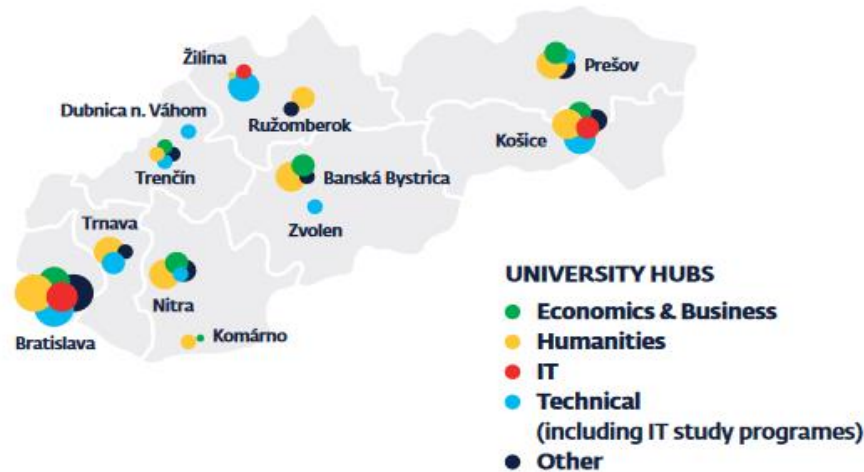 Žilina
Prešov
Dubnica n. Váhom
Ružomberok
Košice
Trenčín
Banská Bystrica
Trnava
Zvolen
Nitra
Bratislava
Komárno
UNIVERSITY HUBS
Economics & Business
Humanities
IT
Technical
(including IT study programes)
Other